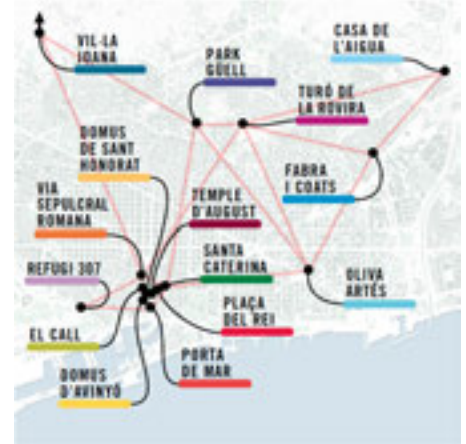 VIL·LA
JOANA
PARK
GÜELL
CASA DE
L'AIGUA
TURÓ DE
LA ROVIRA
DOMUS
DE SANT
HONORAT
FABRA
I COATS
VIA
SEPULCRAL
ROMANA
TEMPLE
D'AUGUST
REFUGI 307
SANTA
CATERINA
OLIVA
ARTÉS
PLAÇA
DEL REI
EL CALL
PORTA
DE MAR
DOMUS
D'AVINYÓ